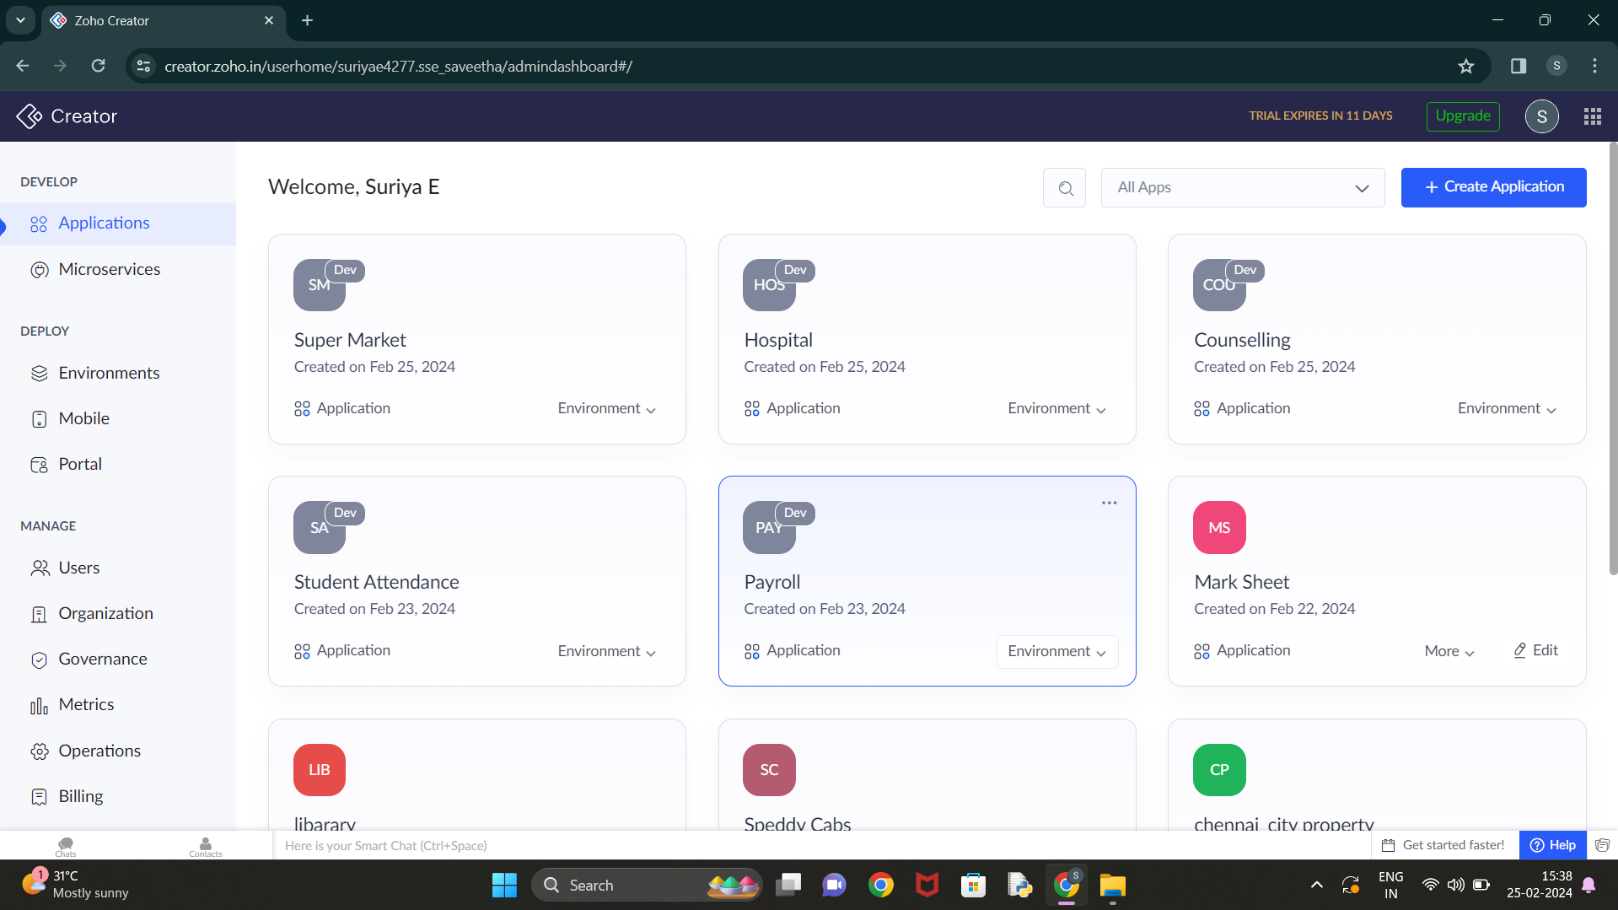 Zoho Creator
creator.zoho.in/userhome/suriyae4277.sse_saveetha/admindashboard#/
S
Creator
TRIAL EXPIRES IN 11 DAYS
Upgrade
S
DEVELOP
Applications
Microservices
DEPLOY
Environments
Mobile
Portal
MANAGE
Users
Organization
Governance
Metrics
Operations
Billing
Welcome, Suriya E
All Apps
+ Create Application
SM
Dev
Super Market
Created on Feb 25, 2024
Application
Environment
HOS
Dev
Hospital
Created on Feb 25, 2024
Application
Environment
COU
Dev
Counselling
Created on Feb 25, 2024
Application
Environment
SA
Dev
Student Attendance
Created on Feb 23, 2024
Application
Environment
PAY
Dev
Payroll
Created on Feb 23, 2024
Application
Environment
MS
Mark Sheet
Created on Feb 22, 2024
Application
More
Edit
LIB
libarary
SC
Speddy Cabs
CP
chennai_city property
Chats
Contacts
Here is your Smart Chat (Ctrl+Space)
Get started faster!
Help
1
31°C
Mostly sunny
Search
S
ENG
IN
15:38
25-02-2024